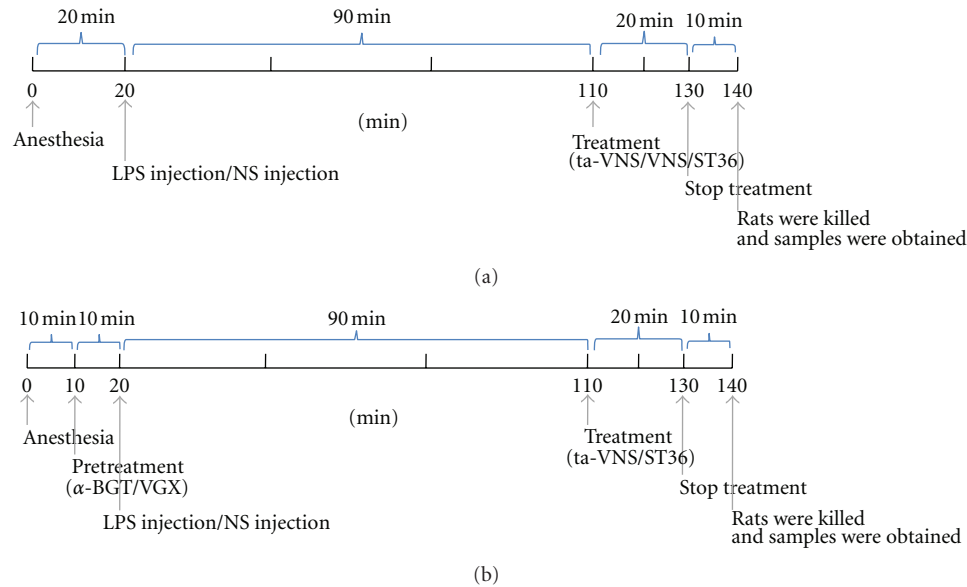 20 min
90 min
20 min 10 min
0 20 110 130 140
(min)
Anesthesia
Treatment
(ta-VNS/VNS/ST36)
LPS injection/NS injection
Stop treatment
Rats were killed
and samples were obtained
(a)
10 min 10 min 90 min 20 min 10 min
0 10 20 110 130 140
(min)
Anesthesia
Treatment
(ta-VNS/ST36)
Pretreatment
(α-BGT/VGX)
Stop treatment
LPS injection/NS injection
Rats were killed
and samples were obtained
(b)